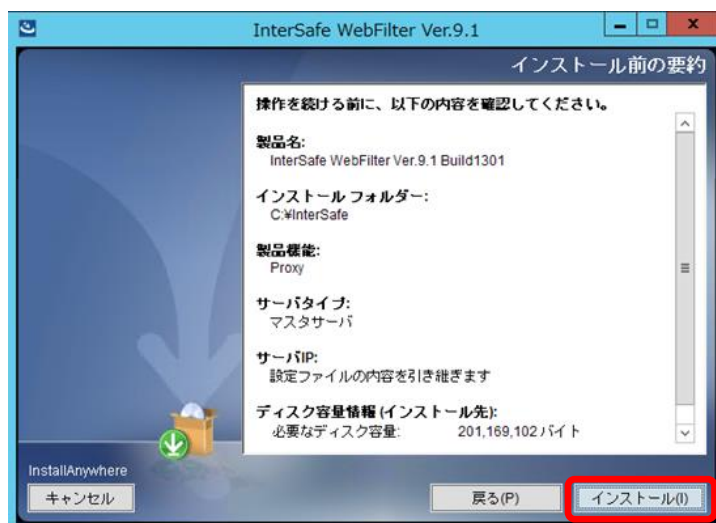 InterSafe WebFilter Ver.9.1
インストール前の要約
操作を続ける前に、以下の内容を確認してください。
製品名:
InterSafe WebFilter Ver.9.1 Build1301
インストール フォルダー:
C:¥InterSafe
製品機能:
Proxy
サーバタイプ:
マスタサーバ
サーバIP:
設定ファイルの内容を引き継ぎます
ディスク容量情報 (インストール先):
必要なディスク容量: 201,169,102 バイト
InstallAnywhere
キャンセル 戻る(P) インストール(I)